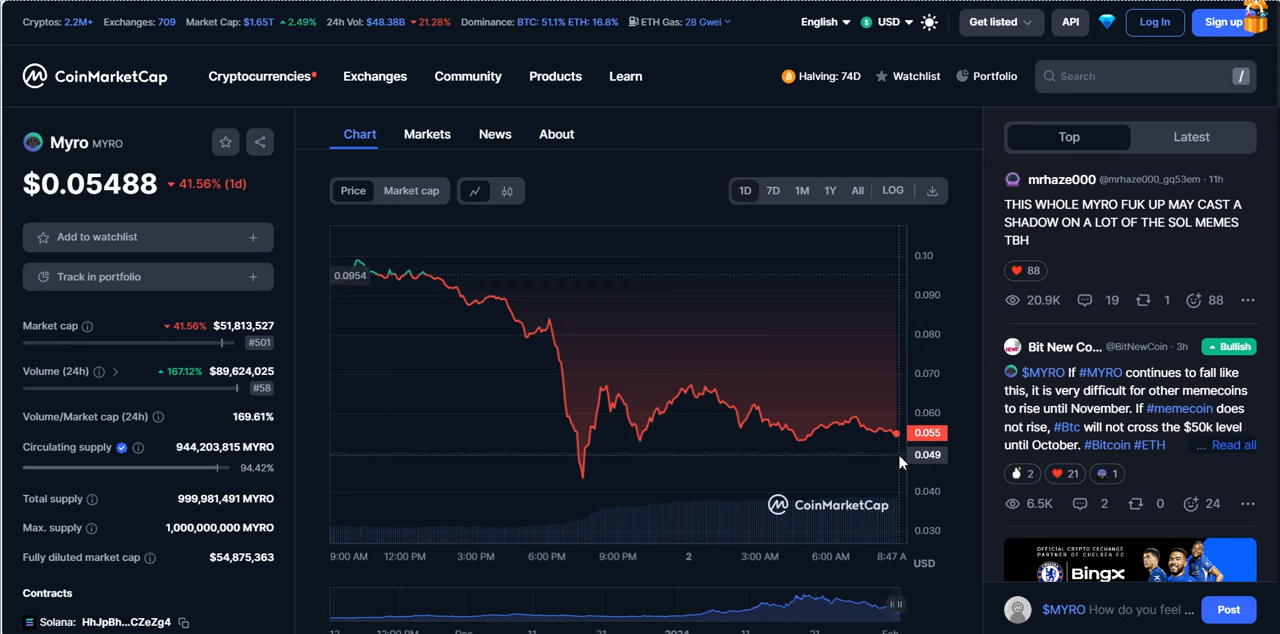 Cryptos: 2.2M+ Exchanges: 709 Market Cap: $1.65T 2.49% 24h Vol: $48.38B 21.28% Dominance: BTC: 51.1% ETH: 16.8% ETH Gas: 28 Gwei English USD Get listed API Log In Sign up
CoinMarketCap Cryptocurrencies Exchanges Community Products Learn Halving: 74D Watchlist Portfolio Search /
Myro MYRO
$0.05488 41.56% (1d)
Add to watchlist +
Track in portfolio +
Market cap 41.56% $51,813,527
#501
Volume (24h) 167.12% $89,624,025
#58
Volume/Market cap (24h) 169.61%
Circulating supply 944,203,815 MYRO
94.42%
Total supply 999,981,491 MYRO
Max. supply 1,000,000,000 MYRO
Fully diluted market cap $54,875,363
Contracts
Solana: HhJpBh...CZeZg4
Chart Markets News About
Price Market cap 1D 7D 1M 1Y All LOG
0.0954
0.10
0.090
0.080
0.070
0.060
0.055
0.049
0.040
0.030
CoinMarketCap
9:00 AM 12:00 PM 3:00 PM 6:00 PM 9:00 PM 2 3:00 AM 6:00 AM 8:47 A
USD
Top Latest
mrhaze000 @mrhaze000_gq53em · 11h
THIS WHOLE MYRO FUK UP MAY CAST A
SHADOW ON A LOT OF THE SOL MEMES
TBH
88
20.9K 19 1 88
Bit New Co... @BitNewCoin · 3h Bullish
$MYRO If #MYRO continues to fall like
this, it is very difficult for other memecoins
to rise until November. If #memecoin does
not rise, #Btc will not cross the $50k level
until October. #Bitcoin #ETH ... Read all
2 21 1
6.5K 2 0 24
OFFICIAL CRYPTO EXCHANGE
PARTNER OF CHELSEA FC
BingX
$MYRO How do you feel ... Post